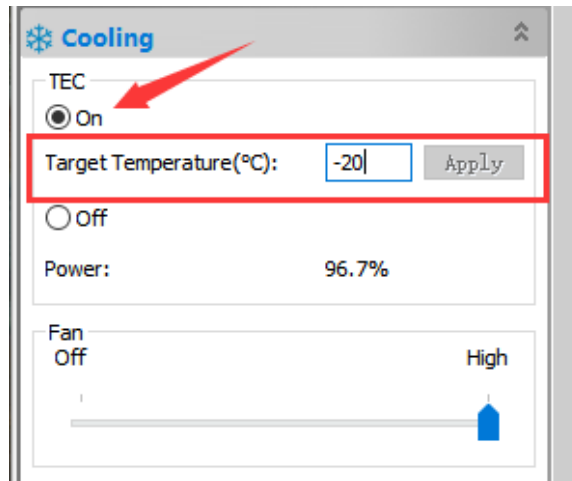 Cooling
TEC
On
Target Temperature(°C): -20 Apply
Off
Power: 96.7%
Fan
Off High